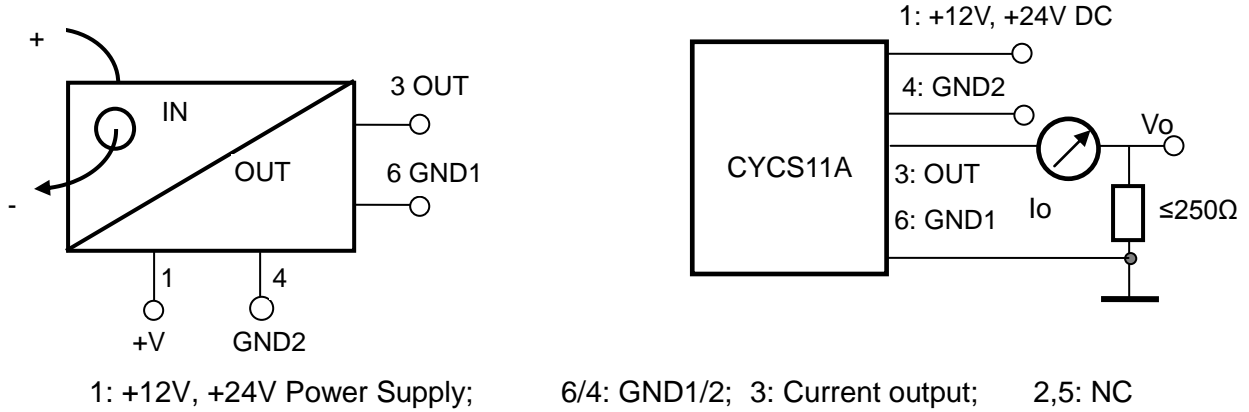 +
-
IN
OUT
3 OUT
6 GND1
1
4
+V
GND2
1: +12V, +24V DC
4: GND2
CYCS11A
3: OUT
6: GND1
Io
Vo
≤250Ω
1: +12V, +24V Power Supply; 6/4: GND1/2; 3: Current output; 2,5: NC